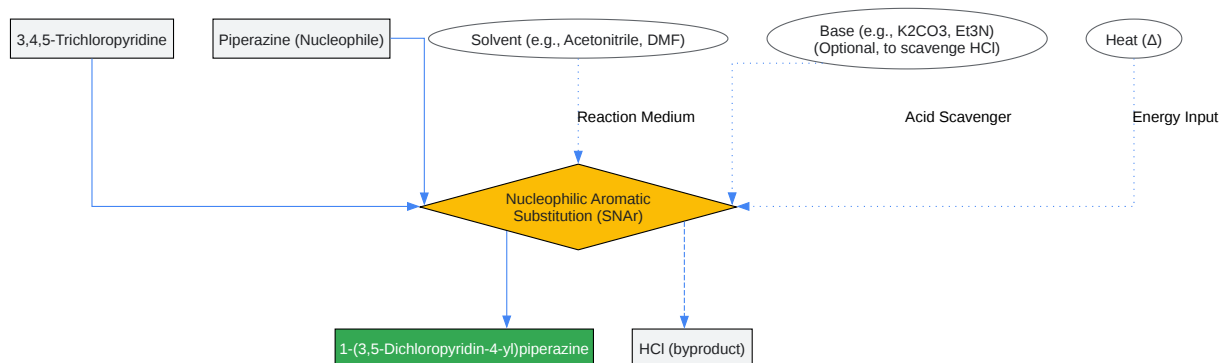 3,4,5-Trichloropyridine
Piperazine (Nucleophile)
Solvent (e.g., Acetonitrile, DMF)
Base (e.g., K2CO3, Et3N)
(Optional, to scavenge HCl)
Heat (Δ)
Reaction Medium
Acid Scavenger
Energy Input
Nucleophilic Aromatic
Substitution (SNAr)
1-(3,5-Dichloropyridin-4-yl)piperazine
HCl (byproduct)